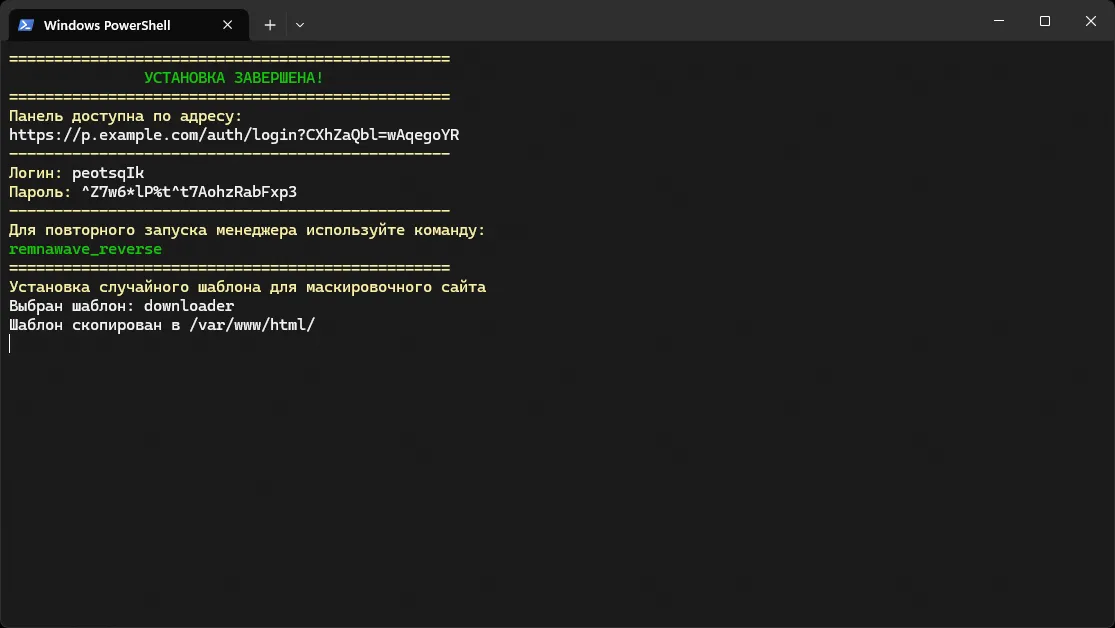 Windows PowerShell
=================================================
УСТАНОВКА ЗАВЕРШЕНА!
=================================================
Панель доступна по адресу:
https://p.example.com/auth/login?CXhZaQbl=wAqegoYR
-------------------------------------------------
Логин: peotsqIk
Пароль: ^Z7w6*lP%t^t7AohzRabFxp3
-------------------------------------------------
Для повторного запуска менеджера используйте команду:
remnawave_reverse
=================================================
Установка случайного шаблона для маскировочного сайта
Выбран шаблон: downloader
Шаблон скопирован в /var/www/html/